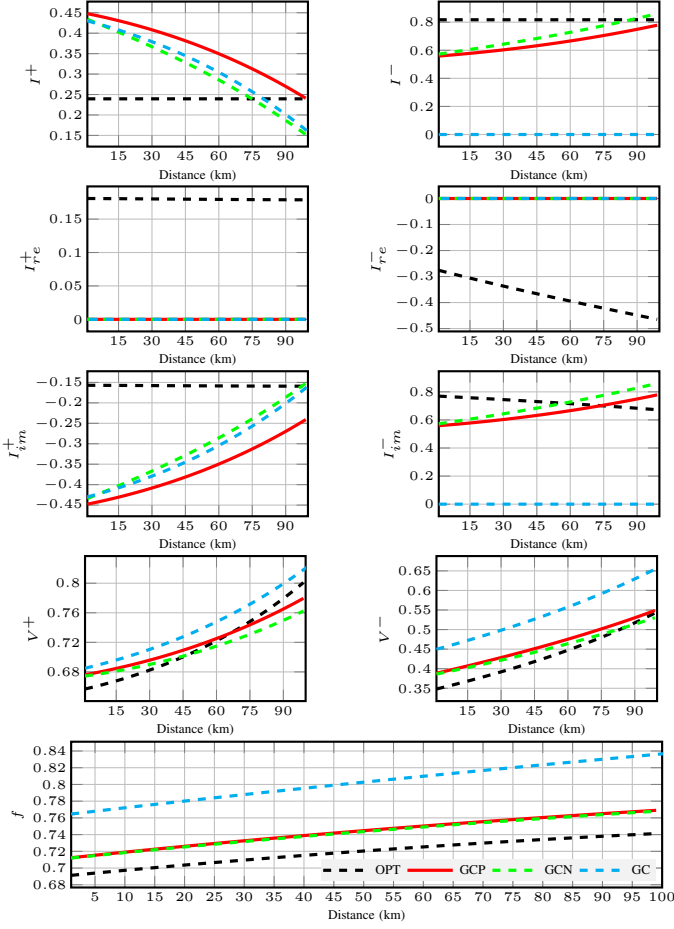 0.45
0.4
0.35
0.3
0.25
0.2
0.15
I+
15 30 45 60 75 90
Distance (km)
0.8
0.6
0.4
0.2
0
I−
15 30 45 60 75 90
Distance (km)
0.15
0.1
0.05
0
I+re
15 30 45 60 75 90
Distance (km)
0
−0.1
−0.2
−0.3
−0.4
−0.5
I−re
15 30 45 60 75 90
Distance (km)
−0.15
−0.2
−0.25
−0.3
−0.35
−0.4
−0.45
I+im
15 30 45 60 75 90
Distance (km)
0.8
0.6
0.4
0.2
0
I−im
15 30 45 60 75 90
Distance (km)
0.8
0.76
0.72
0.68
V+
15 30 45 60 75 90
Distance (km)
0.65
0.55
0.5
0.45
0.4
0.35
V−
15 30 45 60 75 90
Distance (km)
0.84
0.82
0.8
0.78
0.76
0.74
0.72
0.7
0.68
f
OPT GCP GCN GC
5 10 15 20 25 30 35 40 45 50 55 60 65 70 75 80 85 90 95 100
Distance (km)